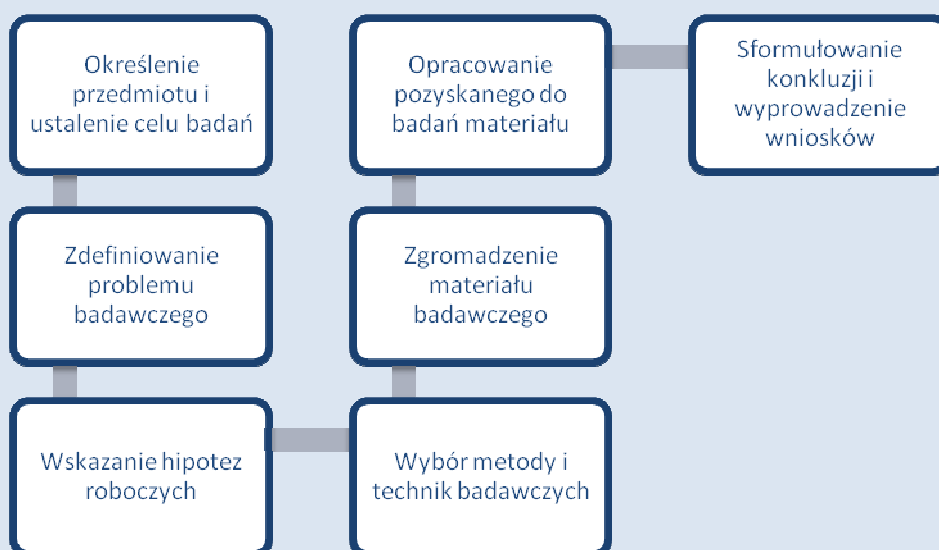 Określenie
przedmiotu i
ustalenie celu badań
Zdefiniowanie
problemu
badawczego
Wskazanie hipotez
roboczych
Wybór metody i
technik badawczych
Zgromadzenie
materiału
badawczego
Opracowanie
pozyskanego do
badań materiału
Sformułowanie
konkluzji i
wyprowadzenie
wniosków